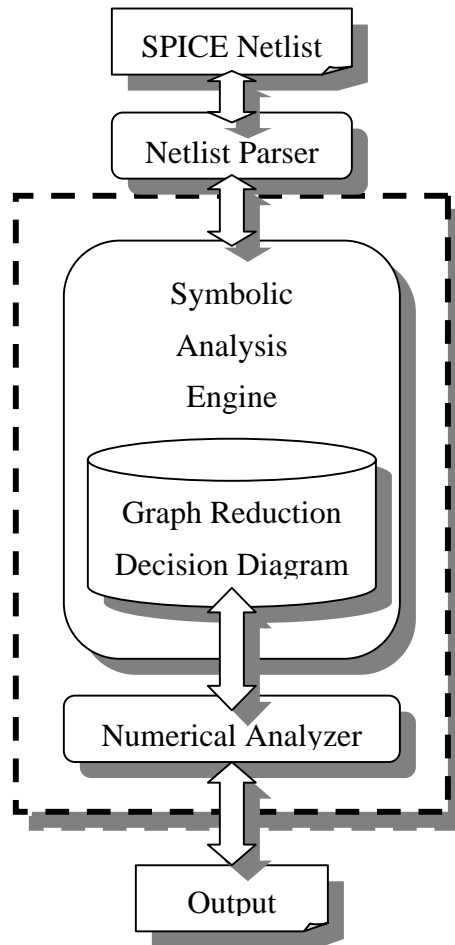 SPICE Netlist
Netlist Parser
Symbolic
Analysis
Engine
Graph Reduction
Decision Diagram
Numerical Analyzer
Output